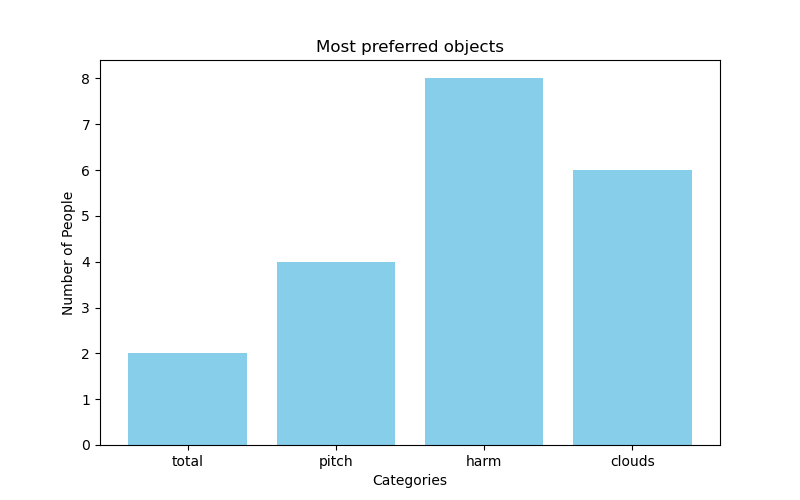 Most preferred objects
8
7
6
5
4
3
2
1
0
Number of People
total pitch harm clouds
Categories